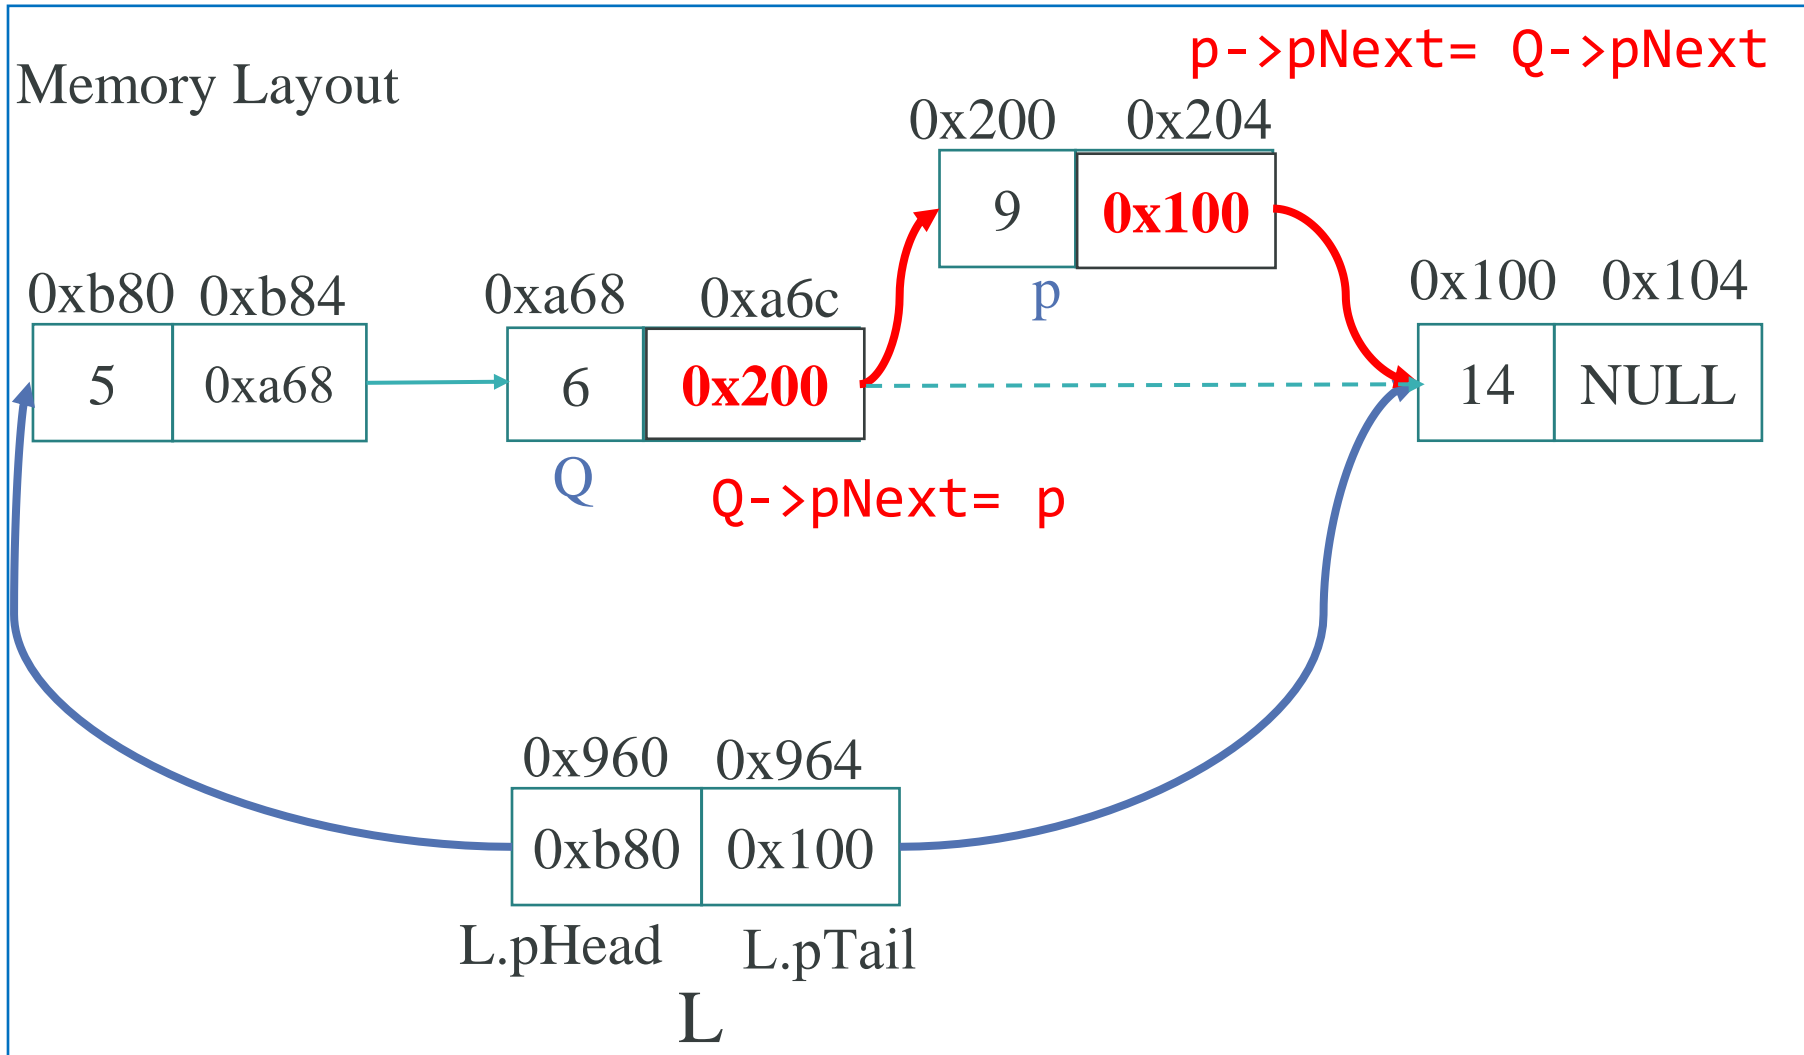 p->pNext= Q->pNext
Memory Layout
0x200 0x204
9 0x100
p
0xb80 0xb84 0xa68 0xa6c 0x100 0x104
5 0xa68 6 0x200 14 NULL
Q
Q->pNext= p
0x960 0x964
0xb80 0x100
L.pHead L.pTail
L